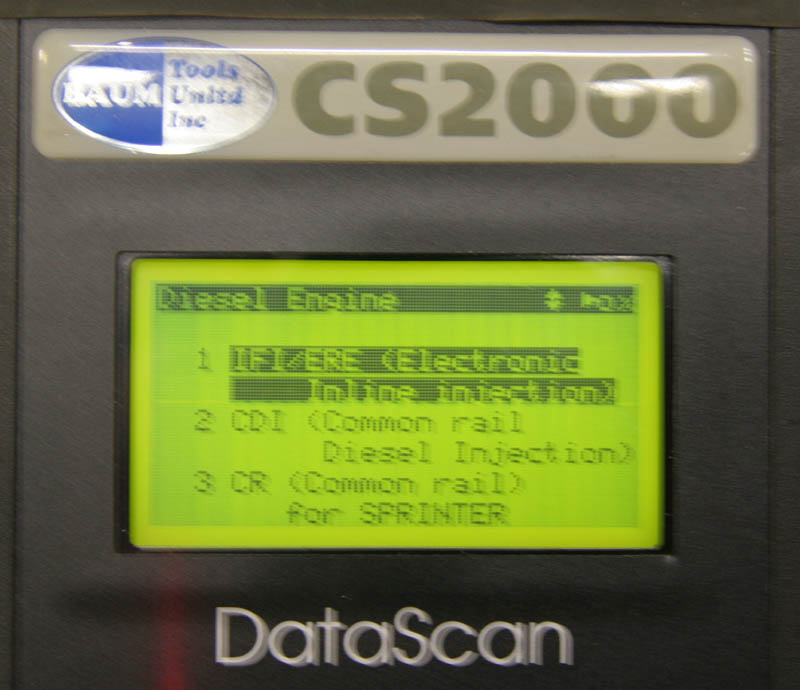 BAUM
Tools
Unltd
Inc
CS2000
Diesel Engine
1 IFI/ERE (Electronic
Inline injection)
2 CDI (Common rail
Diesel Injection)
3 CR (Common rail)
for SPRINTER
DataScan